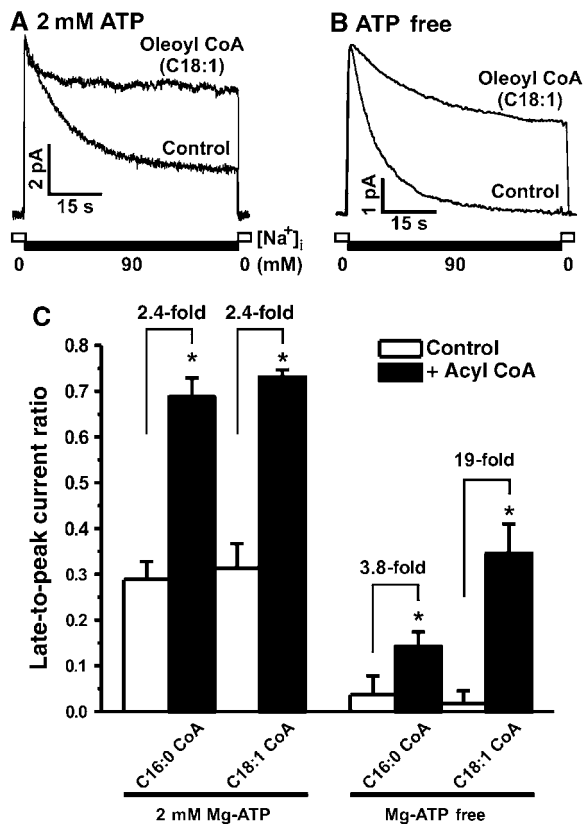 A 2 mM ATP
Oleoyl CoA
(C18:1)
Control
2 pA
15 s
[Na⁺]ᵢ
0 90 0 (mM)
B ATP free
Oleoyl CoA
(C18:1)
Control
1 pA
15 s
0 90 0
C
2.4-fold 2.4-fold
Control
+ Acyl CoA
* *
19-fold
*
3.8-fold
*
Late-to-peak current ratio
0.8
0.7
0.6
0.5
0.4
0.3
0.2
0.1
0.0
C16:0 CoA C18:1 CoA C16:0 CoA C18:1 CoA
2 mM Mg-ATP Mg-ATP free